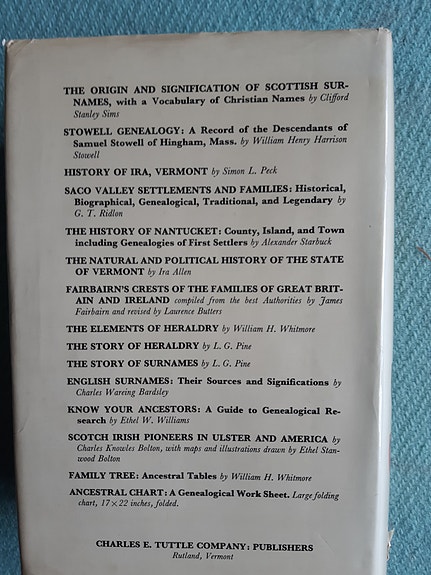 THE ORIGIN AND SIGNIFICATION OF SCOTTISH SUR-
NAMES, with a Vocabulary of Christian Names by Clifford
Stanley Sims
STOWELL GENEALOGY: A Record of the Descendants of
Samuel Stowell of Hingham, Mass. by William Henry Harrison
Stowell
HISTORY OF IRA, VERMONT by Simon L. Peck
SACO VALLEY SETTLEMENTS AND FAMILIES: Historical,
Biographical, Genealogical, Traditional, and Legendary by
G. T. Ridlon
THE HISTORY OF NANTUCKET: County, Island, and Town
including Genealogies of First Settlers by Alexander Starbuck
THE NATURAL AND POLITICAL HISTORY OF THE STATE
OF VERMONT by Ira Allen
FAIRBAIRN'S CRESTS OF THE FAMILIES OF GREAT BRIT-
AIN AND IRELAND compiled from the best Authorities by James
Fairbairn and revised by Laurence Butters
THE ELEMENTS OF HERALDRY by William H. Whitmore
THE STORY OF HERALDRY by L. G. Pine
THE STORY OF SURNAMES by L. G. Pine
ENGLISH SURNAMES: Their Sources and Significations by
Charles Wareing Bardsley
KNOW YOUR ANCESTORS: A Guide to Genealogical Re-
search by Ethel W. Williams
SCOTCH IRISH PIONEERS IN ULSTER AND AMERICA by
Charles Knowles Bolton, with maps and illustrations drawn by Ethel Stan-
wood Bolton
FAMILY TREE: Ancestral Tables by William H. Whitmore
ANCESTRAL CHART: A Genealogical Work Sheet. Large folding
chart, 17 × 22 inches, folded.
CHARLES E. TUTTLE COMPANY: PUBLISHERS
Rutland, Vermont